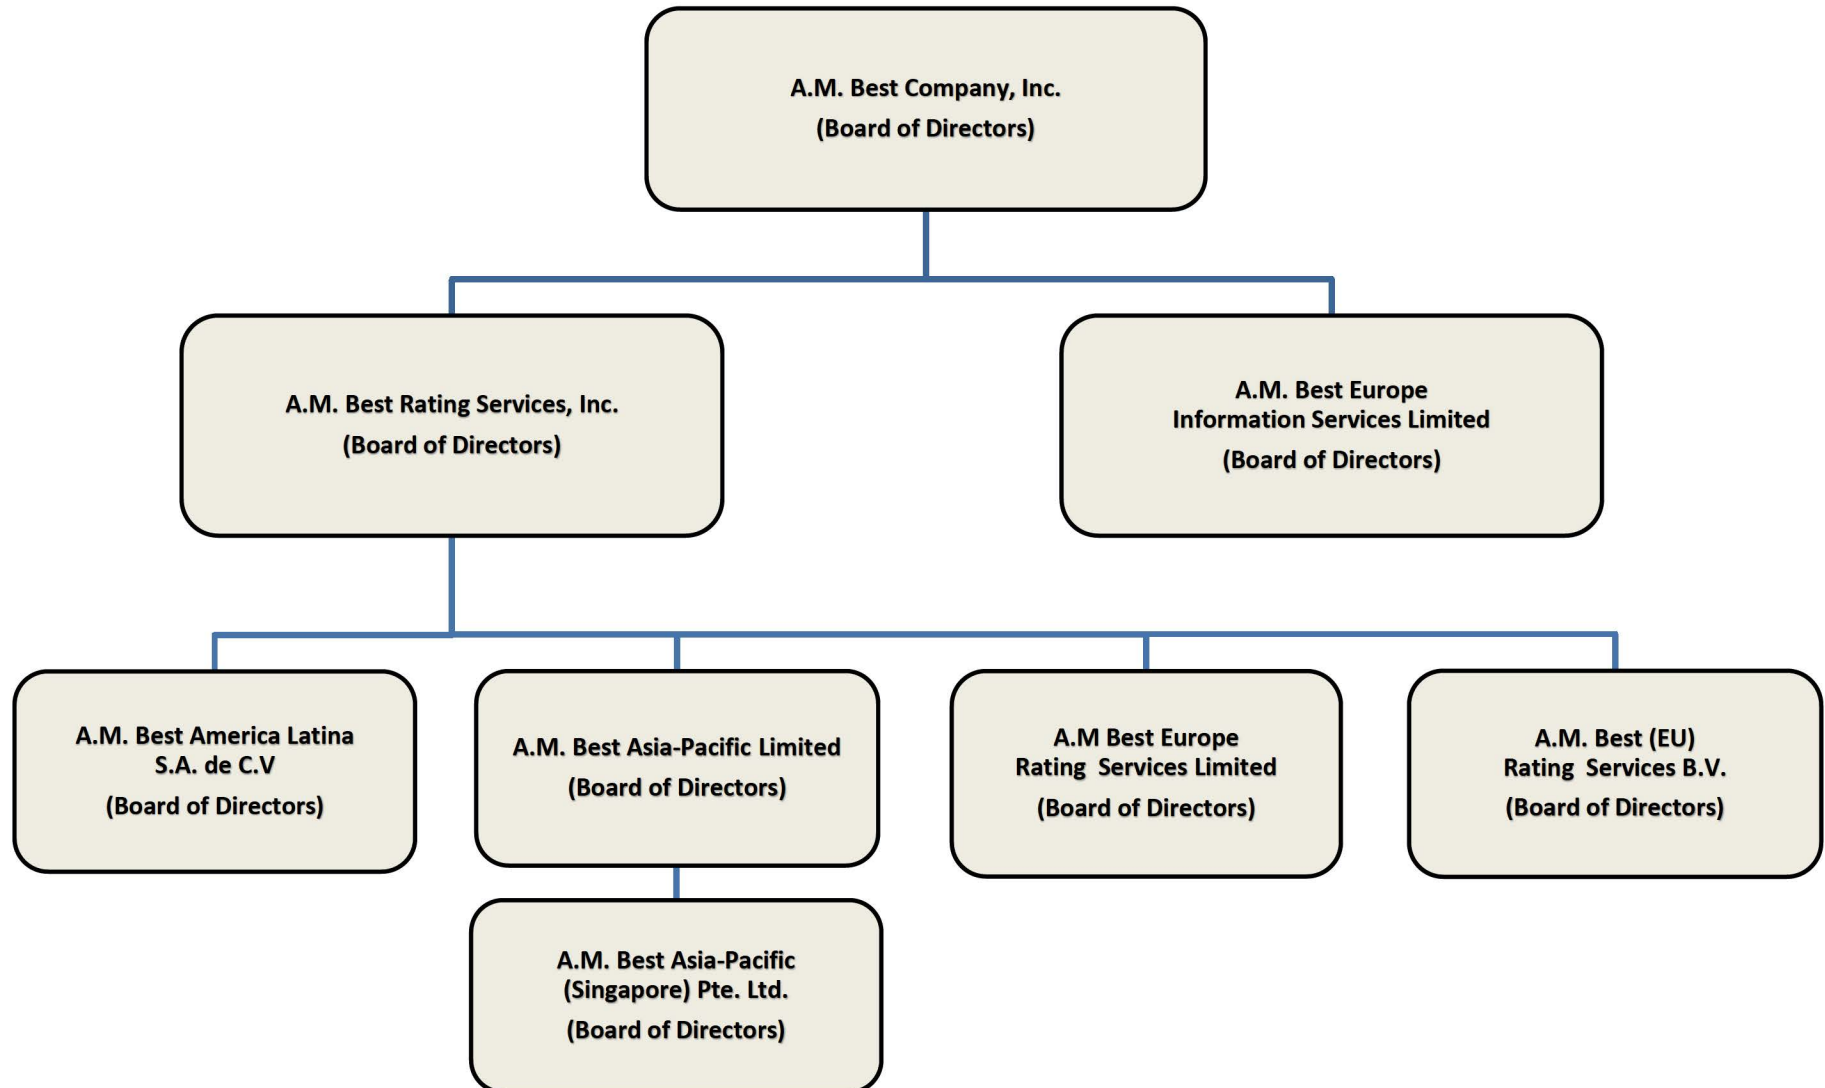 A.M. Best Company, Inc.
(Board of Directors)
A.M. Best Rating Services, Inc.
(Board of Directors)
A.M. Best Europe
Information Services Limited
(Board of Directors)
A.M. Best America Latina
S.A. de C.V
(Board of Directors)
A.M. Best Asia-Pacific Limited
(Board of Directors)
A.M Best Europe
Rating  Services Limited
(Board of Directors)
A.M. Best (EU)
Rating  Services B.V.
(Board of Directors)
A.M. Best Asia-Pacific
(Singapore) Pte. Ltd.
(Board of Directors)